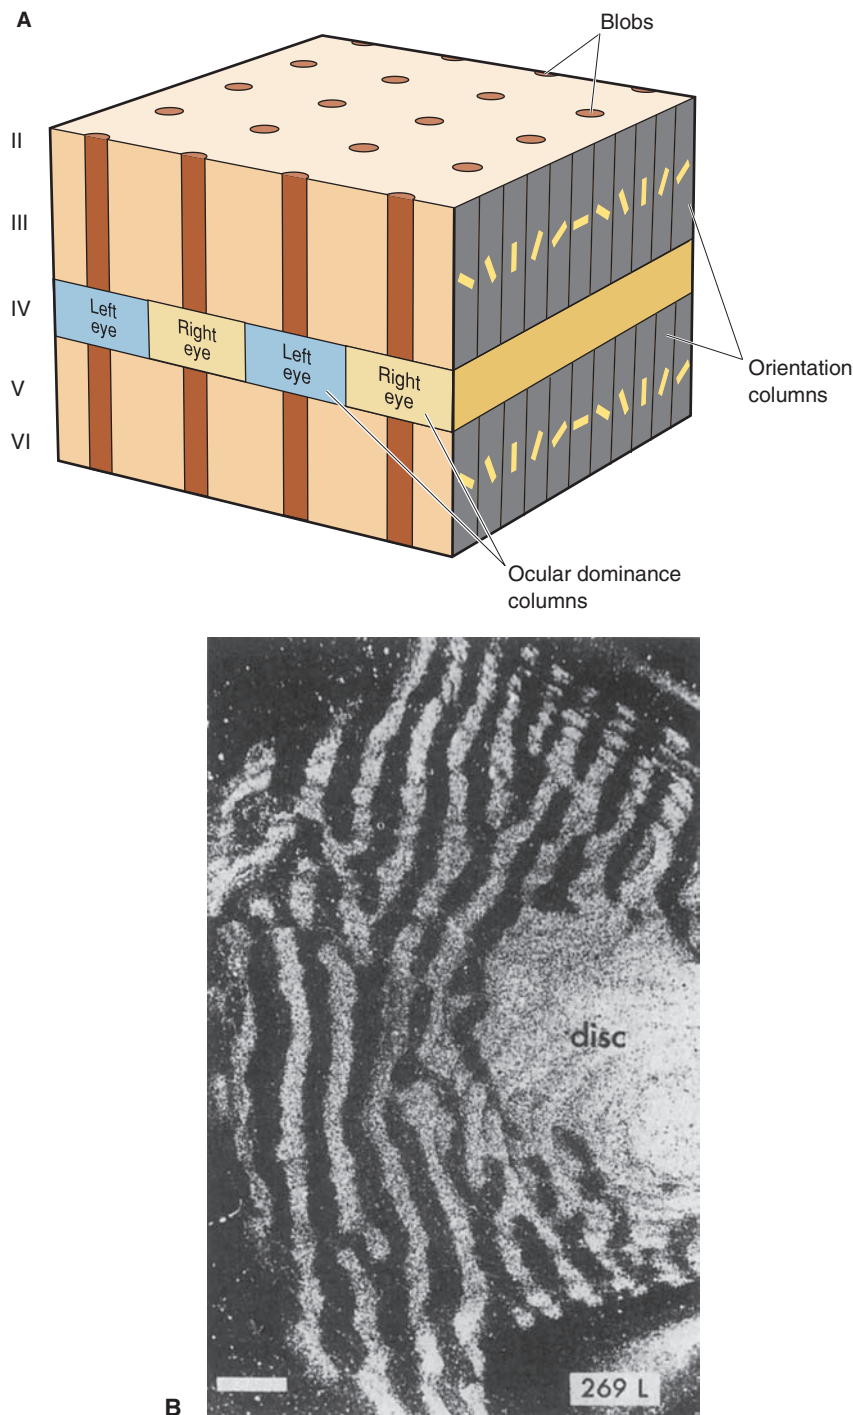 A
Blobs
II
III
IV
V
VI
Left
eye
Right
eye
Left
eye
Right
eye
Orientation
columns
Ocular dominance
columns
disc
269 L
B